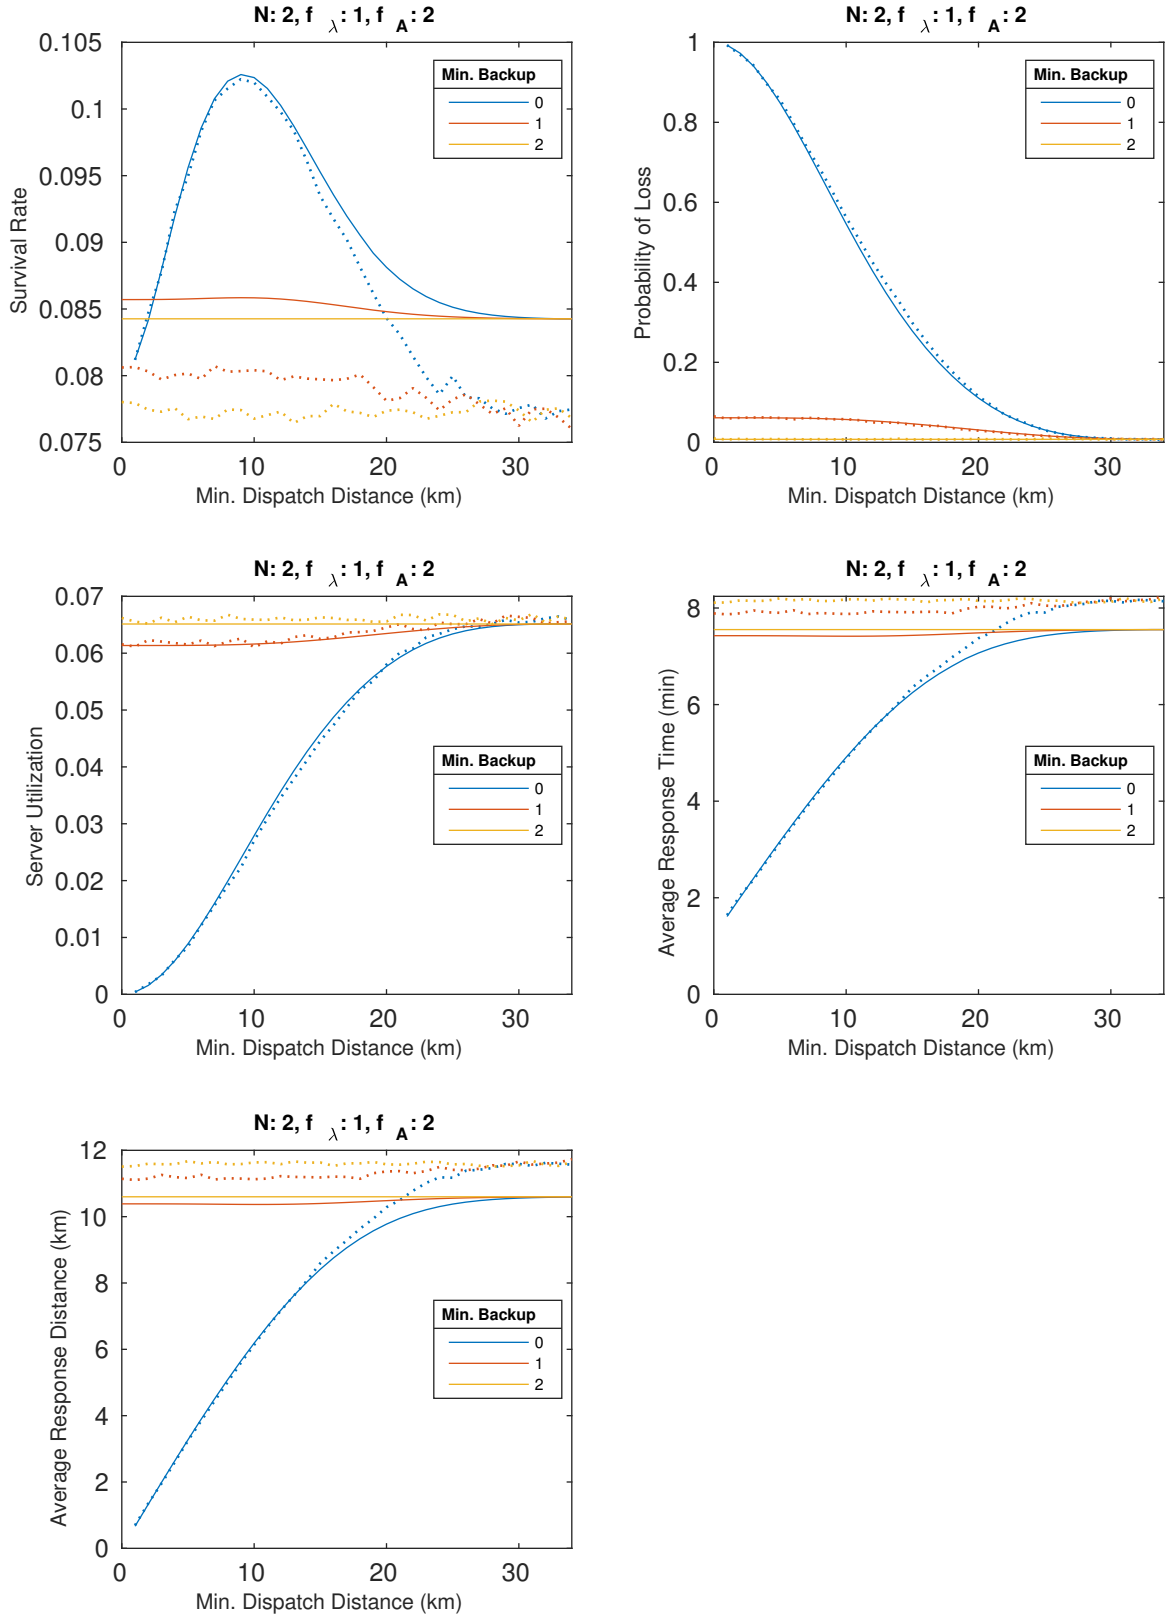 N: 2, f λ: 1, f A: 2
Survival Rate
0.105
0.1
0.095
0.09
0.085
0.08
0.075
0 10 20 30
Min. Dispatch Distance (km)
Min. Backup
0
1
2
N: 2, f λ: 1, f A: 2
Probability of Loss
1
0.8
0.6
0.4
0.2
0
0 10 20 30
Min. Dispatch Distance (km)
Min. Backup
0
1
2
N: 2, f λ: 1, f A: 2
Server Utilization
0.07
0.06
0.05
0.04
0.03
0.02
0.01
0
0 10 20 30
Min. Dispatch Distance (km)
Min. Backup
0
1
2
N: 2, f λ: 1, f A: 2
Average Response Time (min)
8
6
4
2
0
0 10 20 30
Min. Dispatch Distance (km)
Min. Backup
0
1
2
N: 2, f λ: 1, f A: 2
Average Response Distance (km)
12
10
8
6
4
2
0
0 10 20 30
Min. Dispatch Distance (km)
Min. Backup
0
1
2